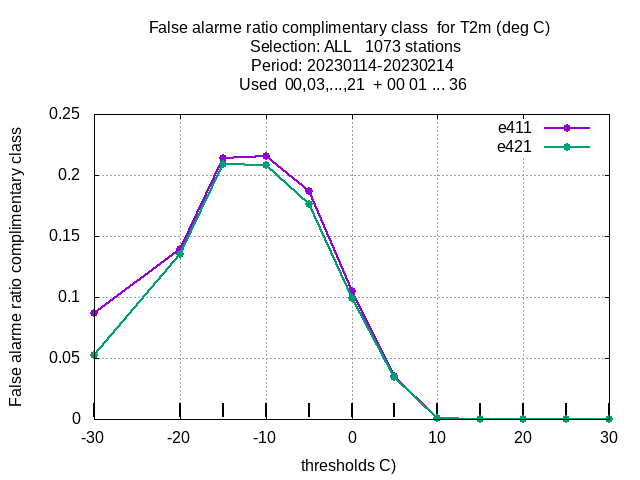 False alarme ratio complimentary class  for T2m (deg C)
Selection: ALL   1073 stations
Period: 20230114-20230214
Used  00,03,...,21  + 00 01 ... 36
e411
e421
False alarme ratio complimentary class
0.25
0.2
0.15
0.1
0.05
0
-30 -20 -10 0 10 20 30
thresholds C)